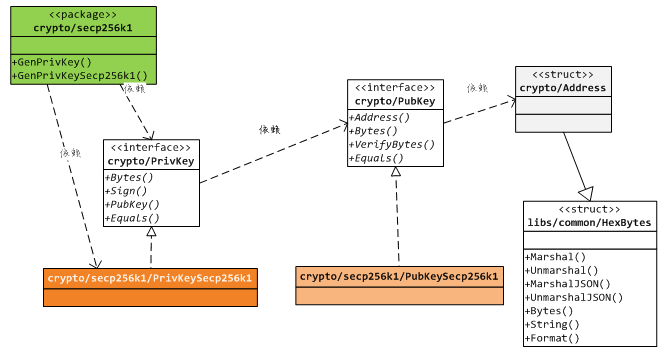 <<package>>
crypto/secp256k1
+GenPrivKey()
+GenPrivKeySecp256k1()
依赖
依赖
<<interface>>
crypto/PrivKey
+Bytes()
+Sign()
+PubKey()
+Equals()
依赖
<<interface>>
crypto/PubKey
+Address()
+Bytes()
+VerifyBytes()
+Equals()
依赖
<<struct>>
crypto/Address
<<struct>>
libs/common/HexBytes
+Marshal()
+Unmarshal()
+MarshalJSON()
+UnmarshalJSON()
+Bytes()
+String()
+Format()
crypto/secp256k1/PrivKeySecp256k1
crypto/secp256k1/PubKeySecp256k1